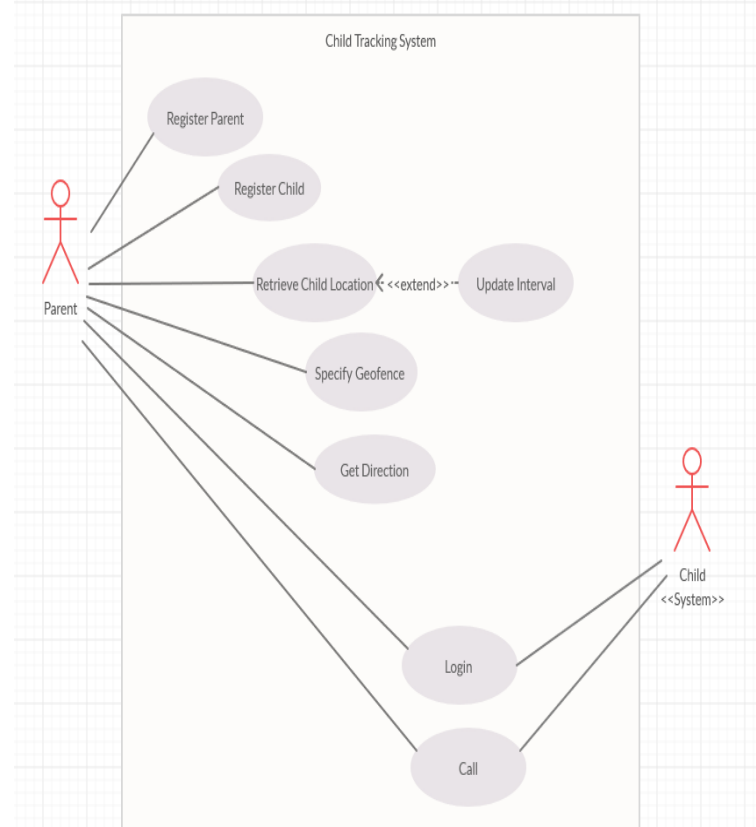 Child Tracking System
Register Parent
Register Child
Retrieve Child Location
<<extend>>
Update Interval
Parent
Specify Geofence
Get Direction
Child
<<System>>
Login
Call